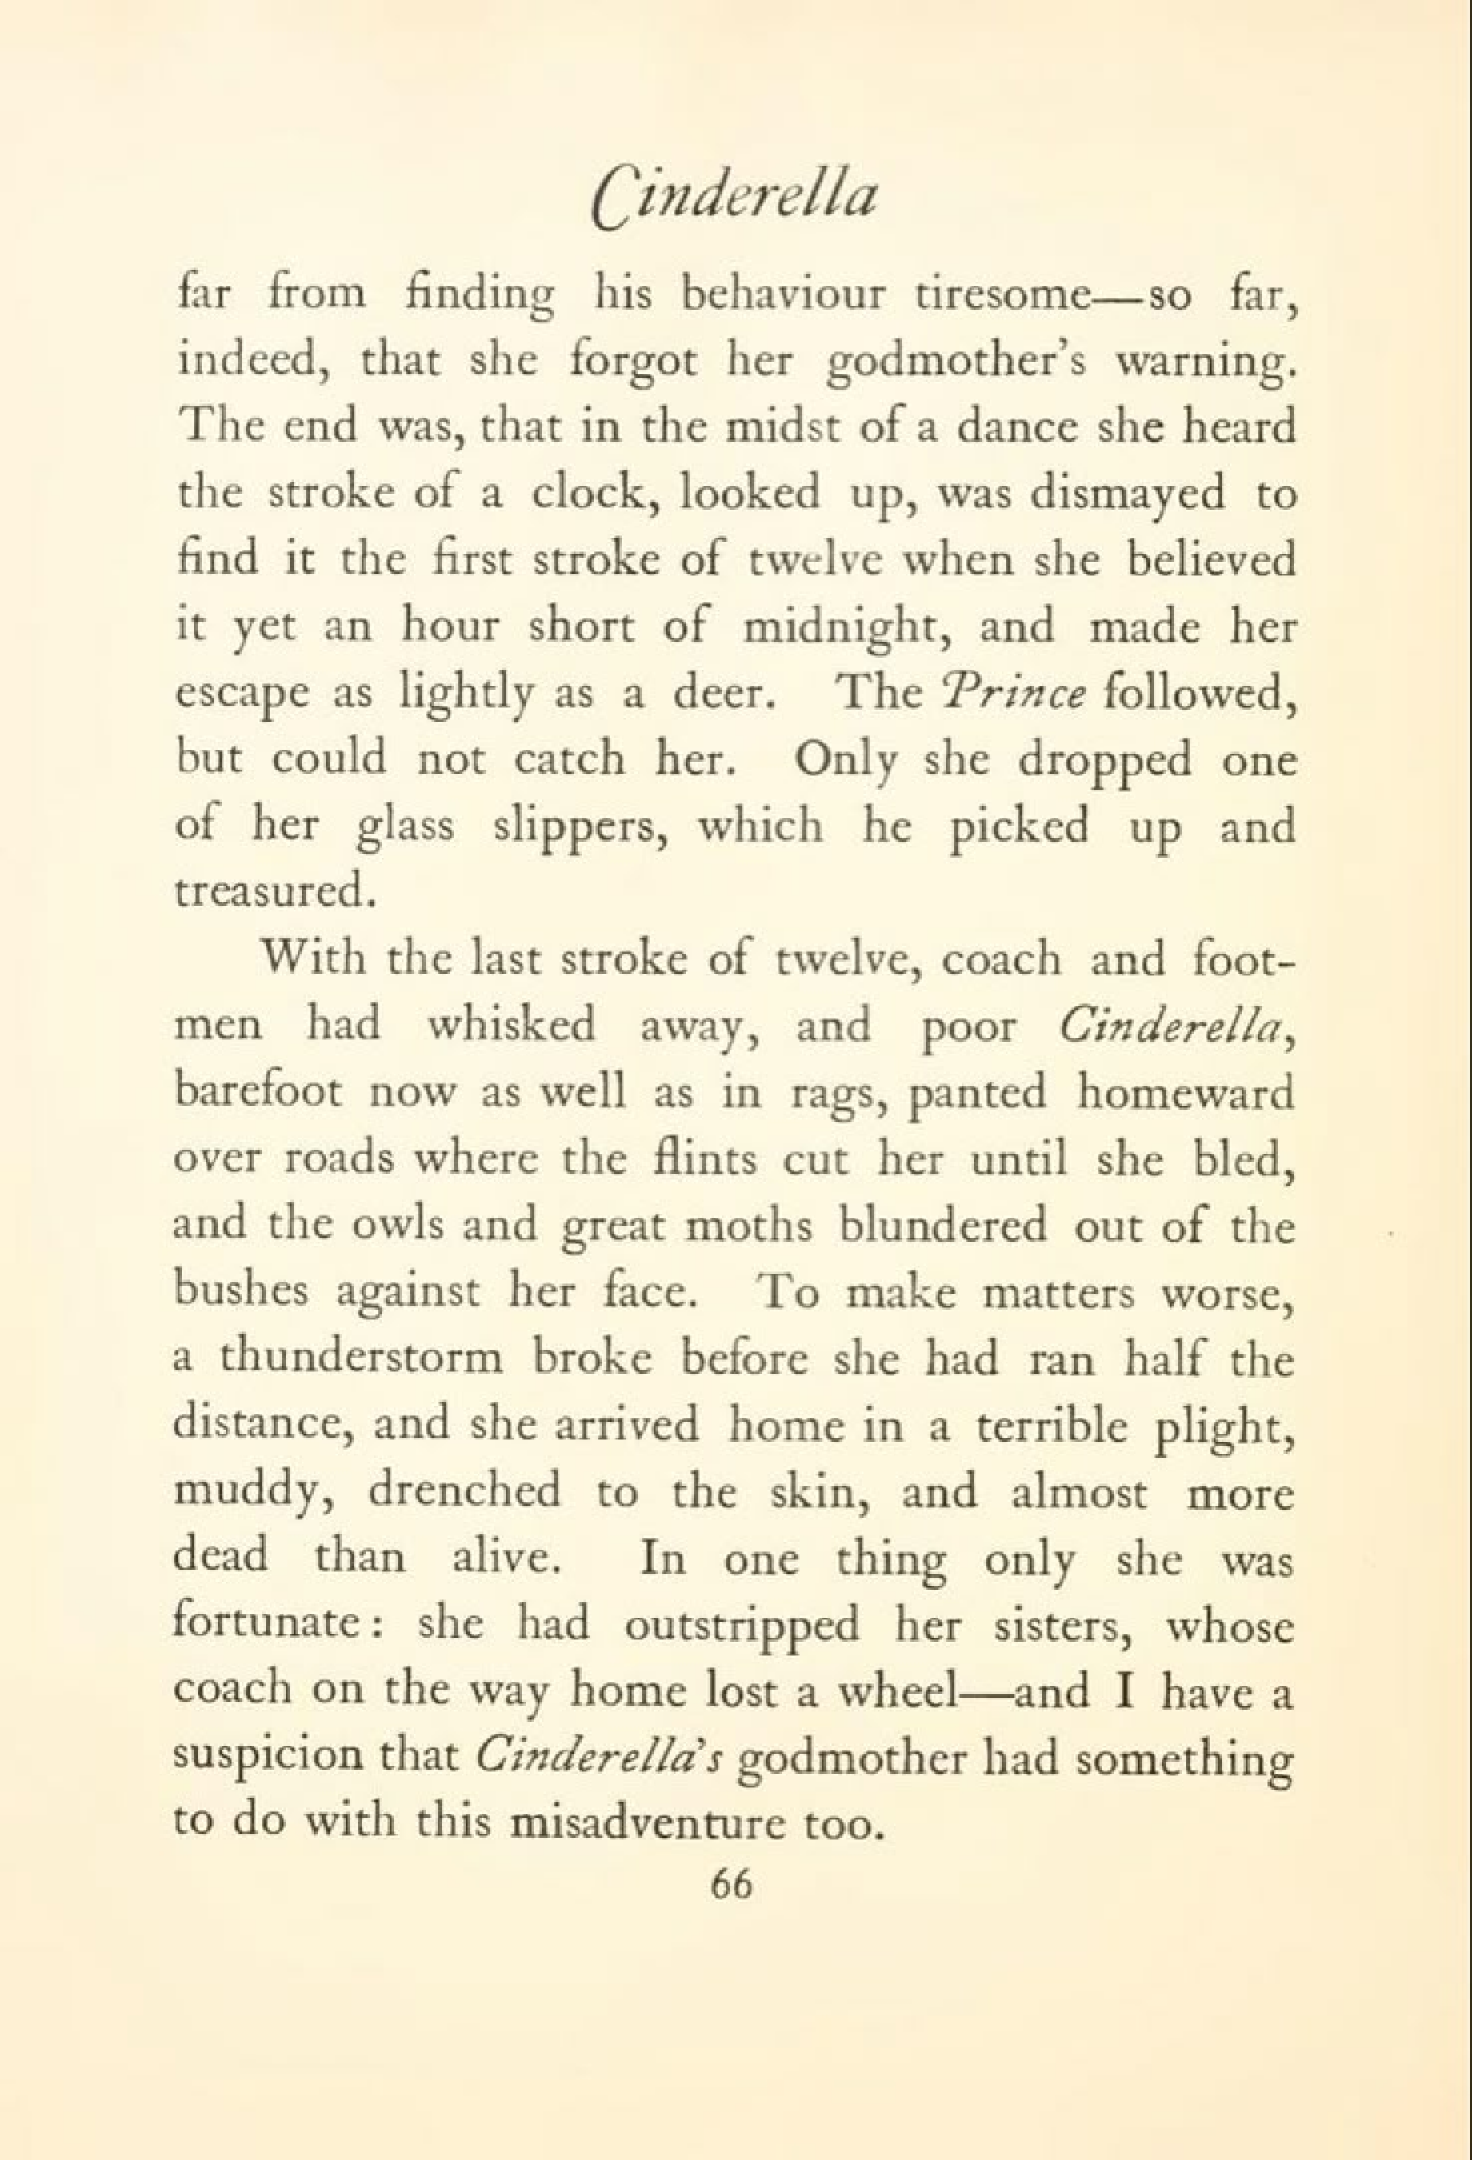 Cinderella
far from finding his behaviour tiresome—so far,
indeed, that she forgot her godmother's warning.
The end was, that in the midst of a dance she heard
the stroke of a clock, looked up, was dismayed to
find it the first stroke of twelve when she believed
it yet an hour short of midnight, and made her
escape as lightly as a deer. The Prince followed,
but could not catch her. Only she dropped one
of her glass slippers, which he picked up and
treasured.
With the last stroke of twelve, coach and foot-
men had whisked away, and poor Cinderella,
barefoot now as well as in rags, panted homeward
over roads where the flints cut her until she bled,
and the owls and great moths blundered out of the
bushes against her face. To make matters worse,
a thunderstorm broke before she had ran half the
distance, and she arrived home in a terrible plight,
muddy, drenched to the skin, and almost more
dead than alive. In one thing only she was
fortunate: she had outstripped her sisters, whose
coach on the way home lost a wheel—and I have a
suspicion that Cinderella's godmother had something
to do with this misadventure too.
66